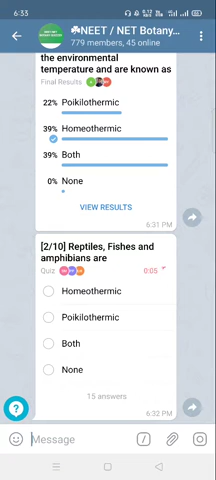 6:33
☘NEET / NET Botany...
779 members, 45 online
the environmental
temperature and are known as
Final Results
22% Poikilothermic
39% Homeothermic
39% Both
0% None
VIEW RESULTS
6:31 PM
[2/10] Reptiles, Fishes and
amphibians are
Quiz
0:05
Homeothermic
Poikilothermic
Both
None
15 answers
6:32 PM
Message